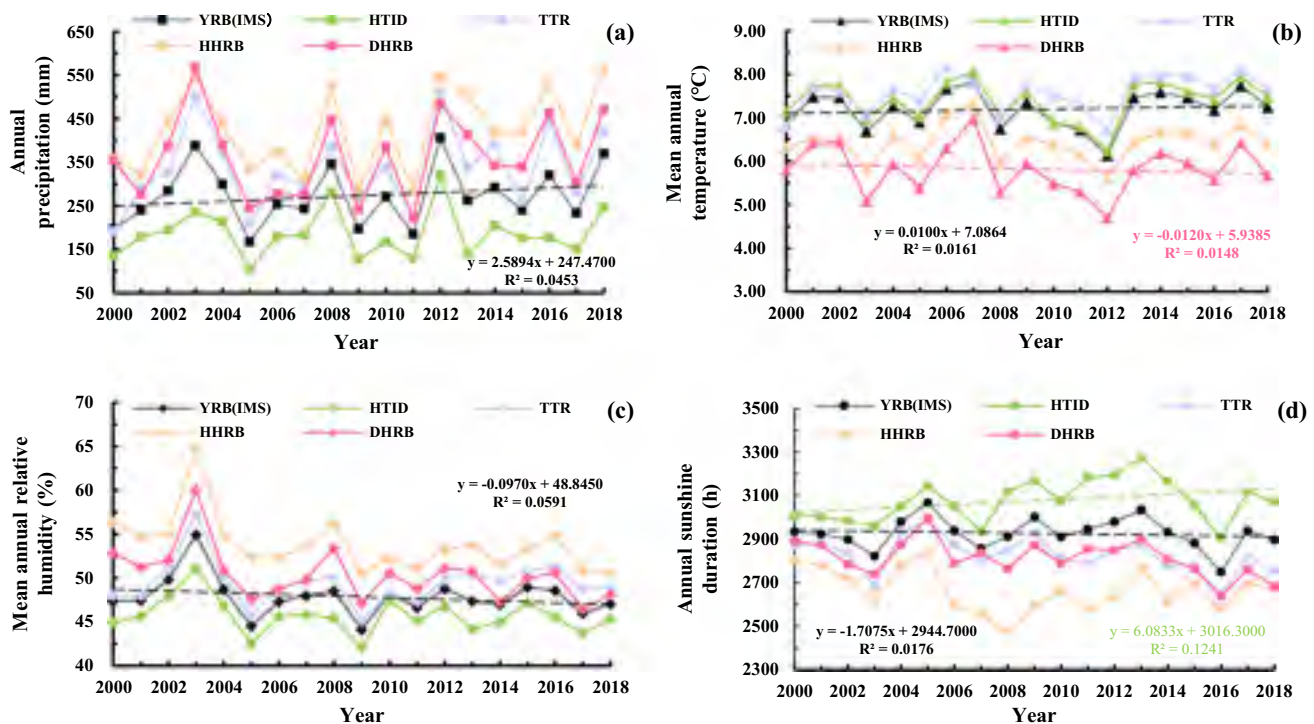 YRB(IMS) HTID TTR
HHRB DHRB
(a)
Annual precipitation (mm)
650
550
450
350
250
150
50
y = 2.5894x + 247.4700
R² = 0.0453
2000 2002 2004 2006 2008 2010 2012 2014 2016 2018
Year
YRB(IMS) HTID TTR
HHRB DHRB
(b)
Mean annual temperature (°C)
9.00
8.00
7.00
6.00
5.00
4.00
3.00
y = 0.0100x + 7.0864
R² = 0.0161
y = -0.0120x + 5.9385
R² = 0.0148
2000 2002 2004 2006 2008 2010 2012 2014 2016 2018
Year
YRB(IMS) HTID TTR
HHRB DHRB
(c)
Mean annual relative humidity (%)
70
65
60
55
50
45
40
y = -0.0970x + 48.8450
R² = 0.0591
2000 2002 2004 2006 2008 2010 2012 2014 2016 2018
Year
YRB(IMS) HTID TTR
HHRB DHRB
(d)
Annual sunshine duration (h)
3500
3300
3100
2900
2700
2500
2300
y = -1.7075x + 2944.7000
R² = 0.0176
y = 6.0833x + 3016.3000
R² = 0.1241
2000 2002 2004 2006 2008 2010 2012 2014 2016 2018
Year